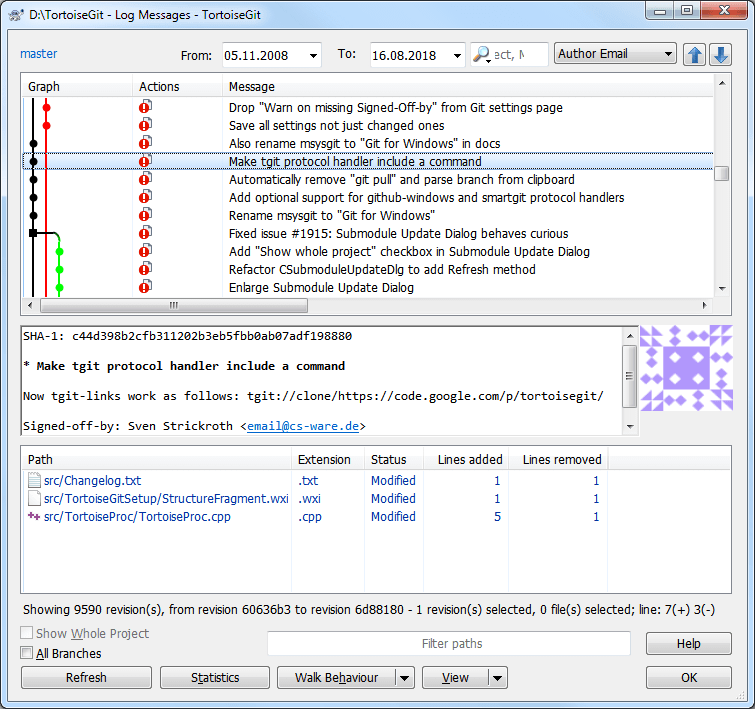 D:\TortoiseGit - Log Messages - TortoiseGit
master From: 05.11.2008 To: 16.08.2018 ect, M Author Email
Graph Actions Message
Drop "Warn on missing Signed-Off-by" from Git settings page
Save all settings not just changed ones
Also rename msysgit to "Git for Windows" in docs
Make tgit protocol handler include a command
Automatically remove "git pull" and parse branch from clipboard
Add optional support for github-windows and smartgit protocol handlers
Rename msysgit to "Git for Windows"
Fixed issue #1915: Submodule Update Dialog behaves curious
Add "Show whole project" checkbox in Submodule Update Dialog
Refactor CSubmoduleUpdateDlg to add Refresh method
Enlarge Submodule Update Dialog
SHA-1: c44d398b2cfb311202b3eb5fbb0ab07adf198880
* Make tgit protocol handler include a command
Now tgit-links work as follows: tgit://clone/https://code.google.com/p/tortoisegit/
Signed-off-by: Sven Strickroth <email@cs-ware.de>
Path Extension Status Lines added Lines removed
src/Changelog.txt .txt Modified 1 1
src/TortoiseGitSetup/StructureFragment.wxi .wxi Modified 1 1
src/TortoiseProc/TortoiseProc.cpp .cpp Modified 5 1
Showing 9590 revision(s), from revision 60636b3 to revision 6d88180 - 1 revision(s) selected, 0 file(s) selected; line: 7(+) 3(-)
Show Whole Project
All Branches Filter paths Help
Refresh Statistics Walk Behaviour View OK